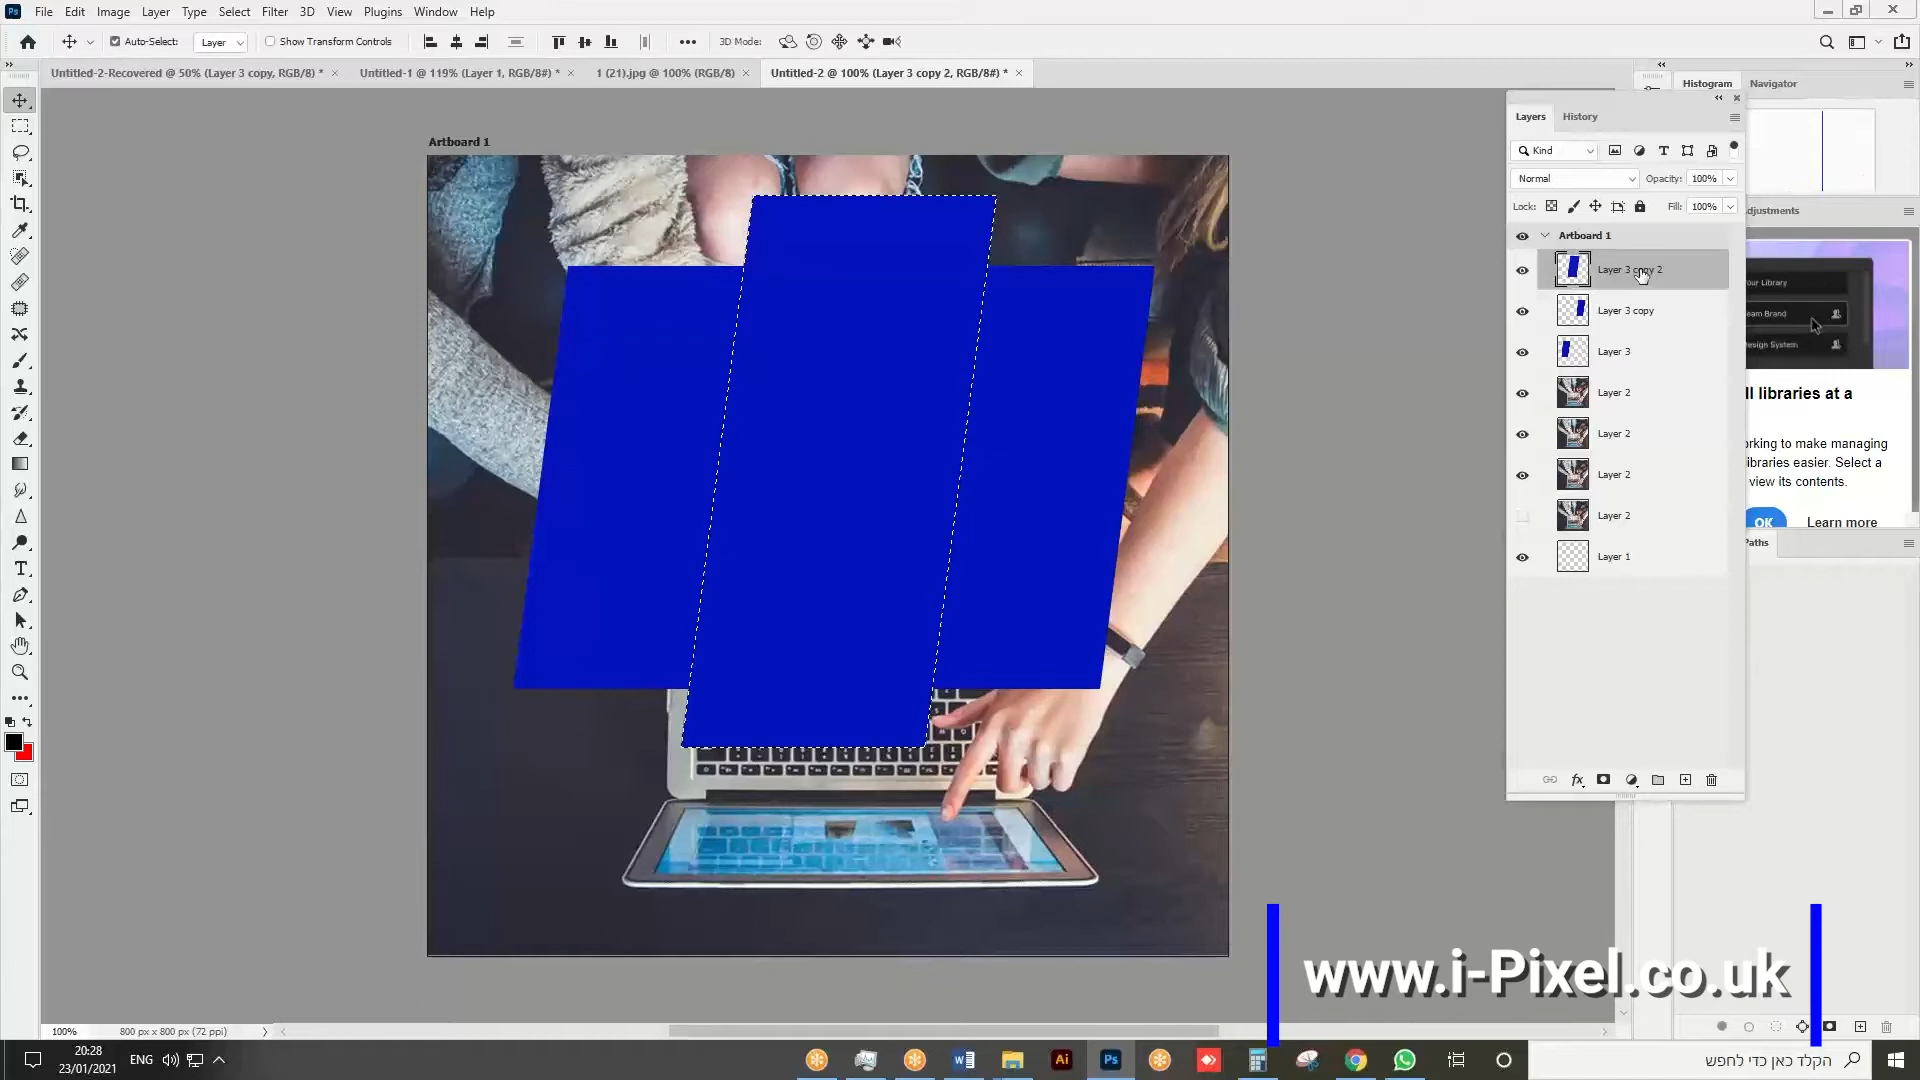 File Edit Image Layer Type Select Filter 3D View Plugins Window Help
Auto-Select: Layer Show Transform Controls 3D Mode:
Untitled-2-Recovered @ 50% (Layer 3 copy, RGB/8) * Untitled-1 @ 119% (Layer 1, RGB/8#) * 1 (21).jpg @ 100% (RGB/8) Untitled-2 @ 100% (Layer 3 copy 2, RGB/8#) *
Histogram Navigator
Layers History
Artboard 1
Kind
Normal Opacity: 100%
Lock: Fill: 100%
Artboard 1
Layer 3 copy 2
Layer 3 copy
Layer 3
Layer 2
Layer 2
Layer 2
Layer 2
Layer 1
djustments
our Library
eam Brand
esign System
ll libraries at a
orking to make managing
libraries easier. Select a
view its contents.
OK Learn more
Paths
www.i-Pixel.co.uk
100% 800 px x 800 px (72 ppi)
20:28
23/01/2021
ENG
Ai Ps
הקלד כאן כדי לחפש